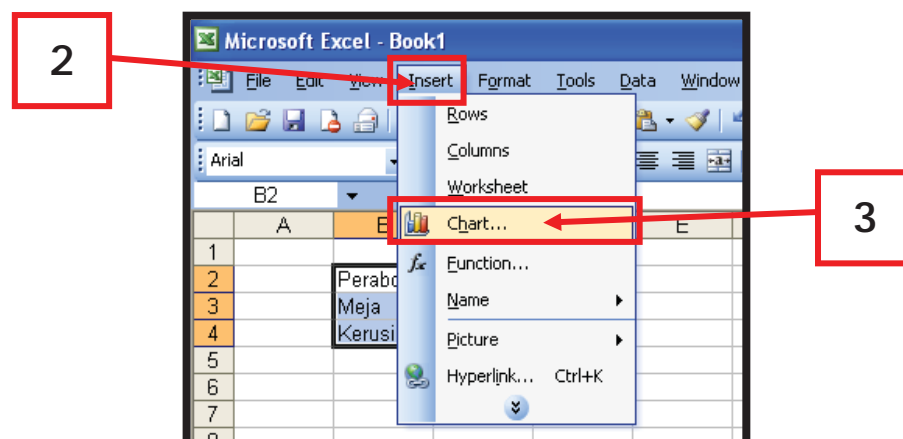 2
Microsoft Excel - Book1
File Edit View Insert Format Tools Data Window
Arial
B2
A B E
1
2 Perabo
3 Meja
4 Kerusi
5
6
7
Rows
Columns
Worksheet
Chart...
Function...
Name
Picture
Hyperlink... Ctrl+K
3